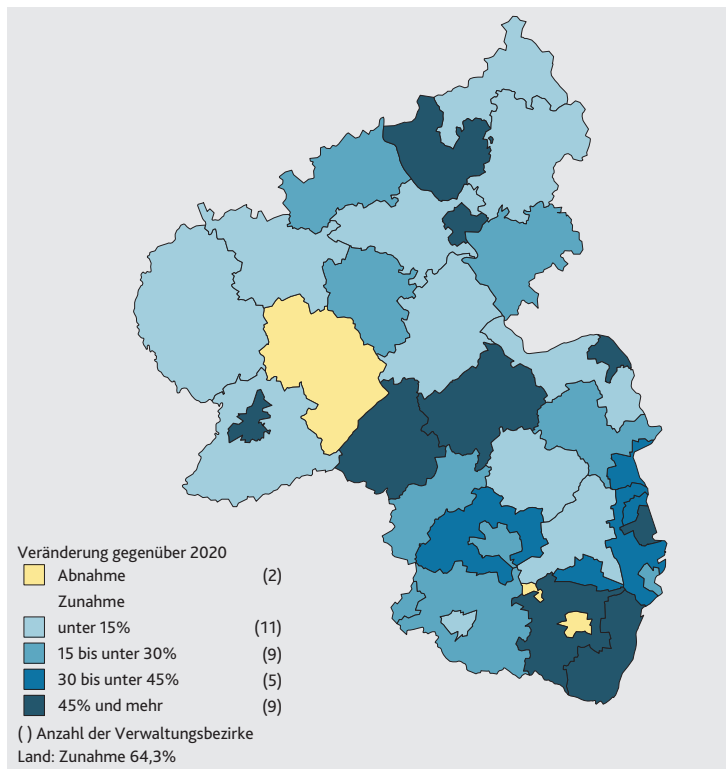 Veränderung gegenüber 2020
Abnahme (2)
Zunahme
unter 15% (11)
15 bis unter 30% (9)
30 bis unter 45% (5)
45% und mehr (9)
( ) Anzahl der Verwaltungsbezirke
Land: Zunahme 64,3%